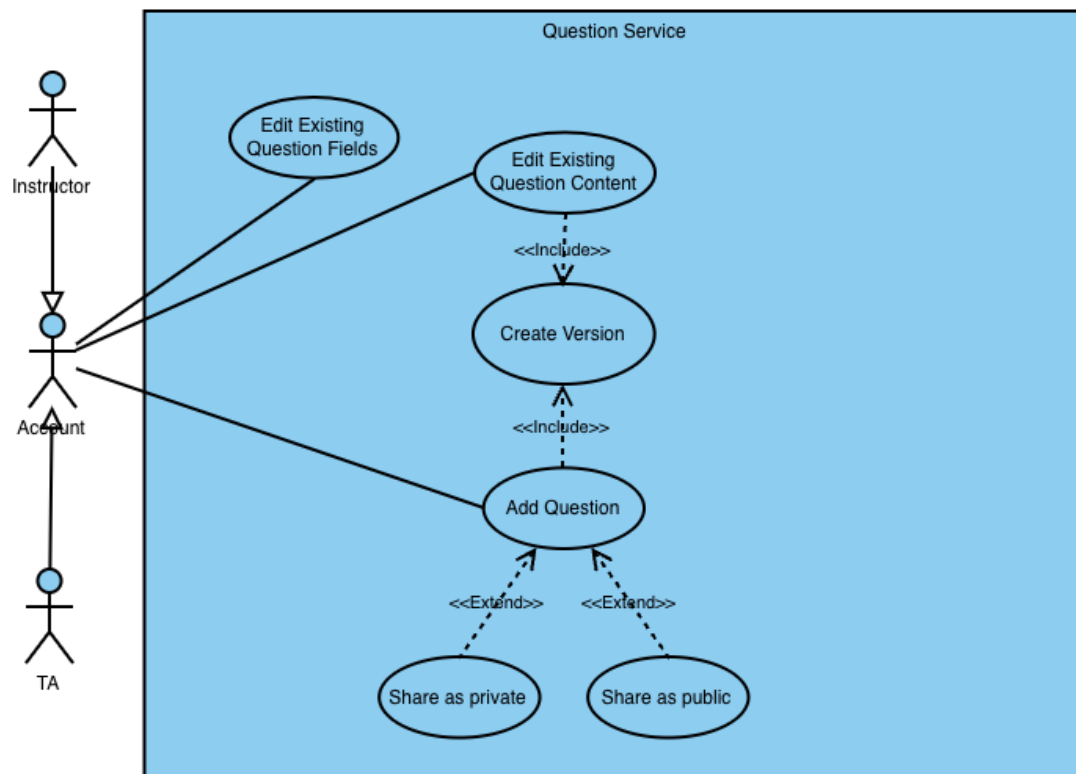 Question Service
Edit Existing
Question Fields
Edit Existing
Question Content
Instructor
<<Include>>
Create Version
Account
<<Include>>
Add Question
<<Extend>>
<<Extend>>
TA
Share as private
Share as public